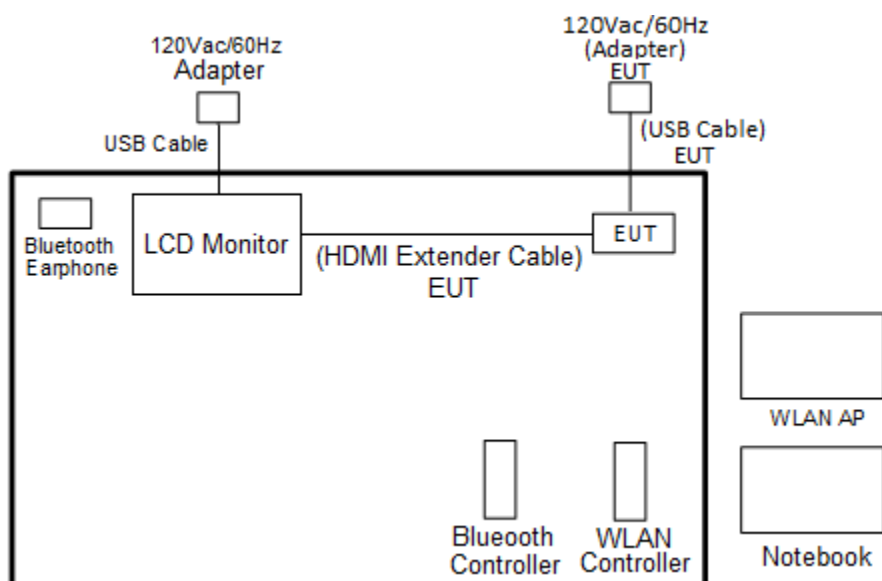 120Vac/60Hz
Adapter
USB Cable
120Vac/60Hz
(Adapter)
EUT
(USB Cable)
EUT
Bluetooth
Earphone
LCD Monitor
(HDMI Extender Cable)
EUT
EUT
WLAN AP
Blueooth
Controller
WLAN
Controller
Notebook